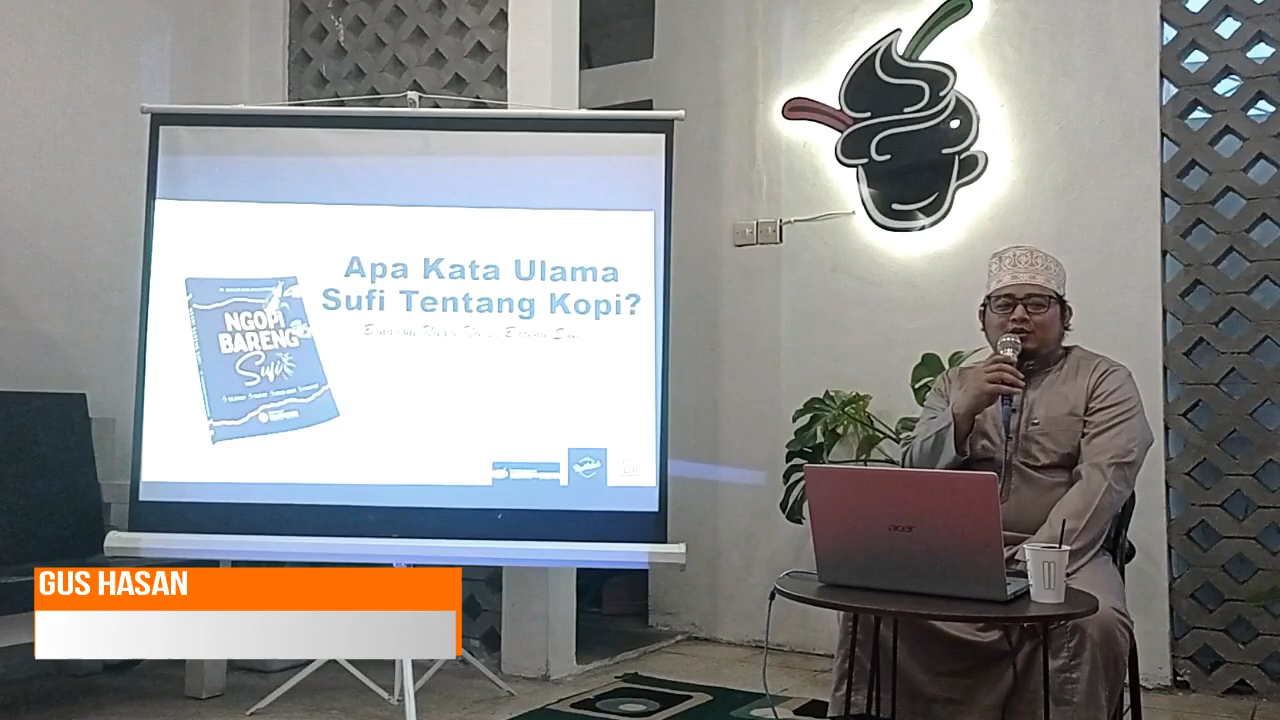 Apa Kata Ulama
Sufi Tentang Kopi?
NGOPI
BARENG
Sufi
acer
GUS HASAN